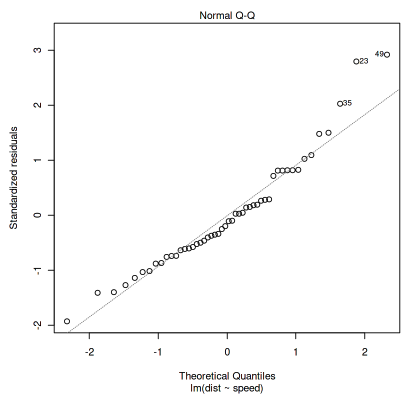 Normal Q-Q
3
2
1
0
-1
-2
Standardized residuals
49
23
35
-2 -1 0 1 2
Theoretical Quantiles
lm(dist ~ speed)